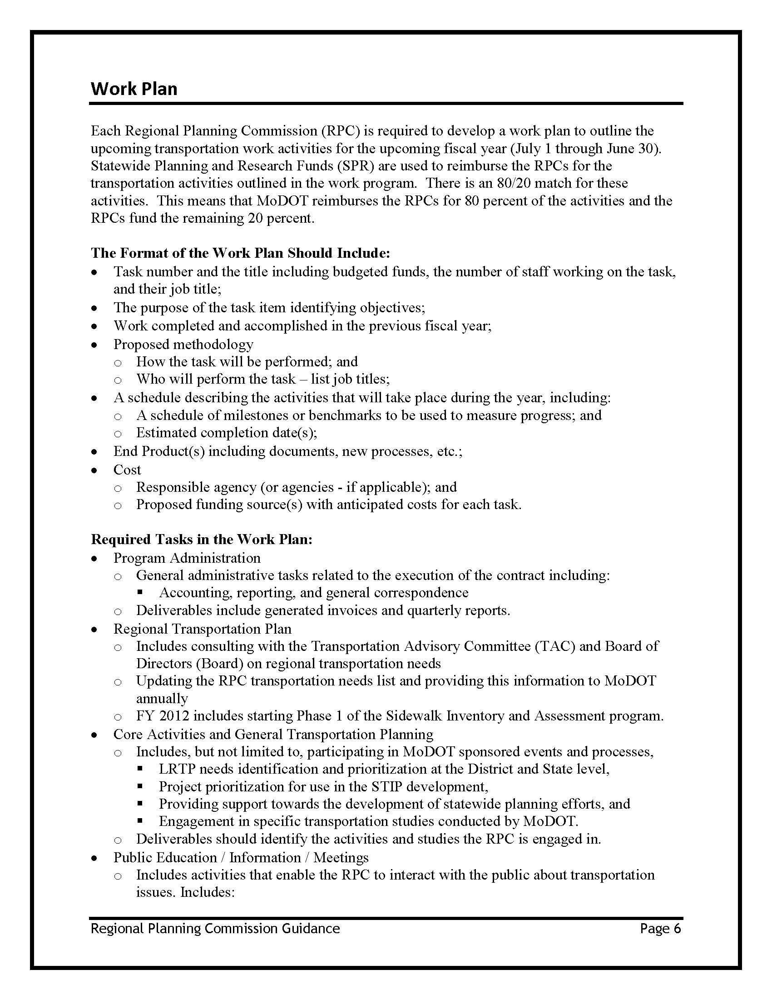 Work Plan
Each Regional Planning Commission (RPC) is required to develop a work plan to outline the
upcoming transportation work activities for the upcoming fiscal year (July 1 through June 30).
Statewide Planning and Research Funds (SPR) are used to reimburse the RPCs for the
transportation activities outlined in the work program.  There is an 80/20 match for these
activities.  This means that MoDOT reimburses the RPCs for 80 percent of the activities and the
RPCs fund the remaining 20 percent.
The Format of the Work Plan Should Include:
• Task number and the title including budgeted funds, the number of staff working on the task,
and their job title;
• The purpose of the task item identifying objectives;
• Work completed and accomplished in the previous fiscal year;
• Proposed methodology
o How the task will be performed; and
o Who will perform the task – list job titles;
• A schedule describing the activities that will take place during the year, including:
o A schedule of milestones or benchmarks to be used to measure progress; and
o Estimated completion date(s);
• End Product(s) including documents, new processes, etc.;
• Cost
o Responsible agency (or agencies - if applicable); and
o Proposed funding source(s) with anticipated costs for each task.
Required Tasks in the Work Plan:
• Program Administration
o General administrative tasks related to the execution of the contract including:
▪ Accounting, reporting, and general correspondence
o Deliverables include generated invoices and quarterly reports.
• Regional Transportation Plan
o Includes consulting with the Transportation Advisory Committee (TAC) and Board of
Directors (Board) on regional transportation needs
o Updating the RPC transportation needs list and providing this information to MoDOT
annually
o FY 2012 includes starting Phase 1 of the Sidewalk Inventory and Assessment program.
• Core Activities and General Transportation Planning
o Includes, but not limited to, participating in MoDOT sponsored events and processes,
▪ LRTP needs identification and prioritization at the District and State level,
▪ Project prioritization for use in the STIP development,
▪ Providing support towards the development of statewide planning efforts, and
▪ Engagement in specific transportation studies conducted by MoDOT.
o Deliverables should identify the activities and studies the RPC is engaged in.
• Public Education / Information / Meetings
o Includes activities that enable the RPC to interact with the public about transportation
issues. Includes:
Regional Planning Commission Guidance Page 6